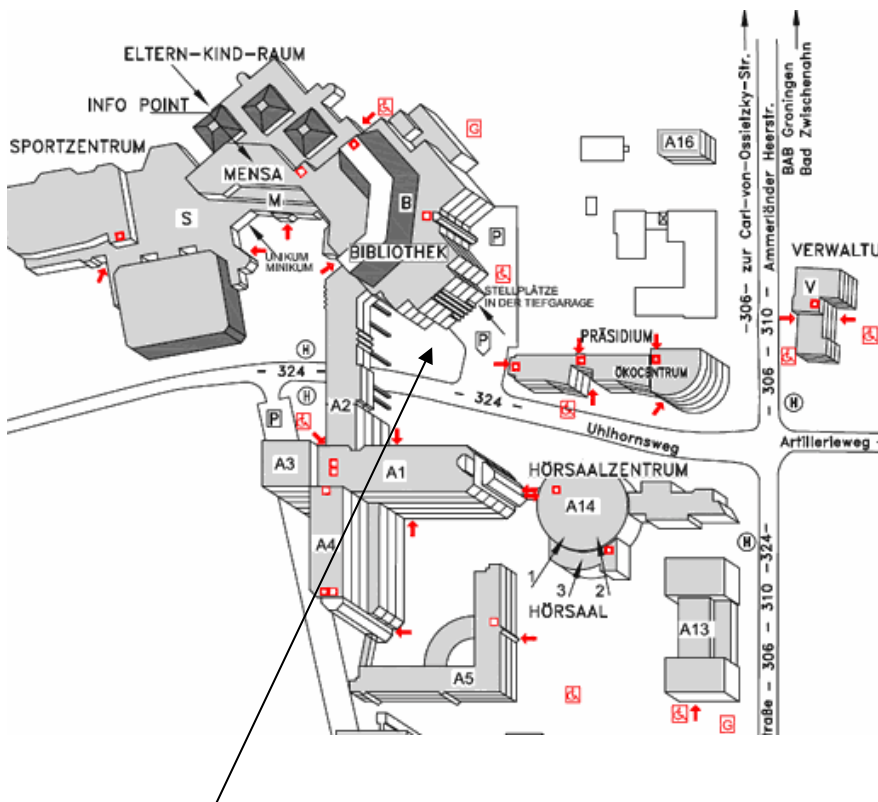 ELTERN-KIND-RAUM
INFO POINT
SPORTZENTRUM
MENSA
M
S
B
BIBLIOTHEK
UNIKUM
MINIKUM
G
P
STELLPLÄTZE
IN DER TIEFGARAGE
P
A16
-306- zur Carl-von-Ossietzky-Str.
306 - 310 - Ammerländer Heerstr.
BAB Groningen
Bad Zwischenahn
VERWALTU
V
PRÄSIDIUM
ÖKOCENTRUM
H
- 324 -
H
- 324 -
H
P
A2
Uhlhornsweg
Artillerieweg -
A3
A1
HÖRSAALZENTRUM
A14
A4
H
1
3
2
HÖRSAAL
A13
A5
G
traße - 306 - 310 -324-